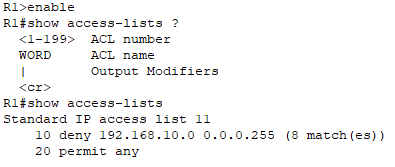 R1>enable
R1#show access-lists ?
  <1-199>  ACL number
  WORD     ACL name
  |        Output Modifiers
  <cr>
R1#show access-lists
Standard IP access list 11
    10 deny 192.168.10.0 0.0.0.255 (8 match(es))
    20 permit any